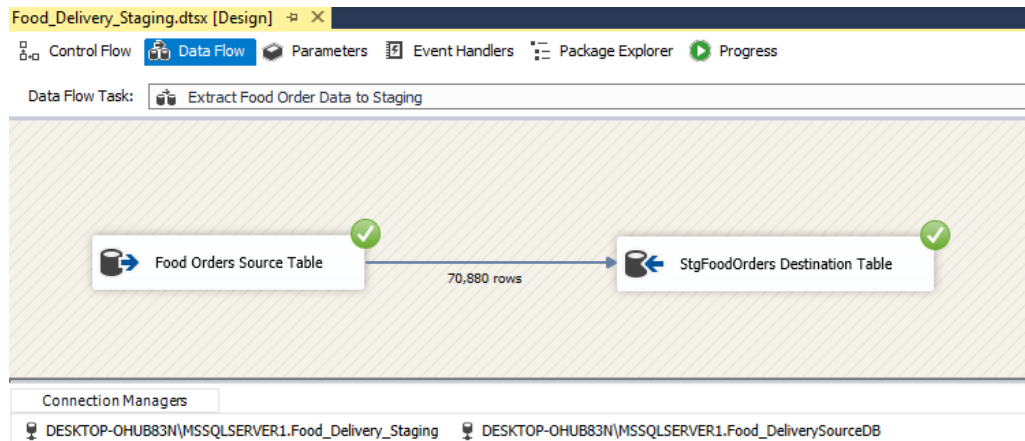 Food_Delivery_Staging.dtsx [Design]
Control Flow Data Flow Parameters Event Handlers Package Explorer Progress
Data Flow Task: Extract Food Order Data to Staging
Food Orders Source Table
70,880 rows
StgFoodOrders Destination Table
Connection Managers
DESKTOP-OHUB83N\MSSQLSERVER1.Food_Delivery_Staging DESKTOP-OHUB83N\MSSQLSERVER1.Food_DeliverySourceDB